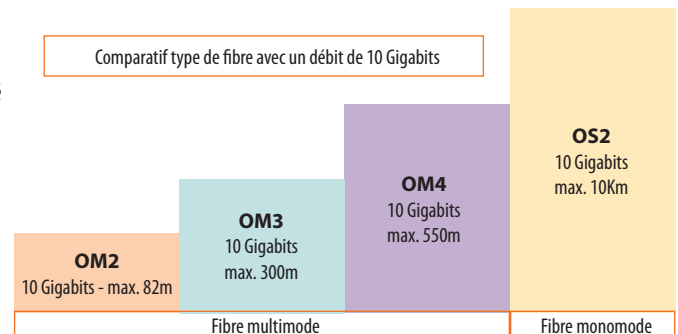 Comparatif type de fibre avec un débit de 10 Gigabits
OM2
10 Gigabits - max. 82m
OM3
10 Gigabits
max. 300m
OM4
10 Gigabits
max. 550m
OS2
10 Gigabits
max. 10Km
Fibre multimode
Fibre monomode